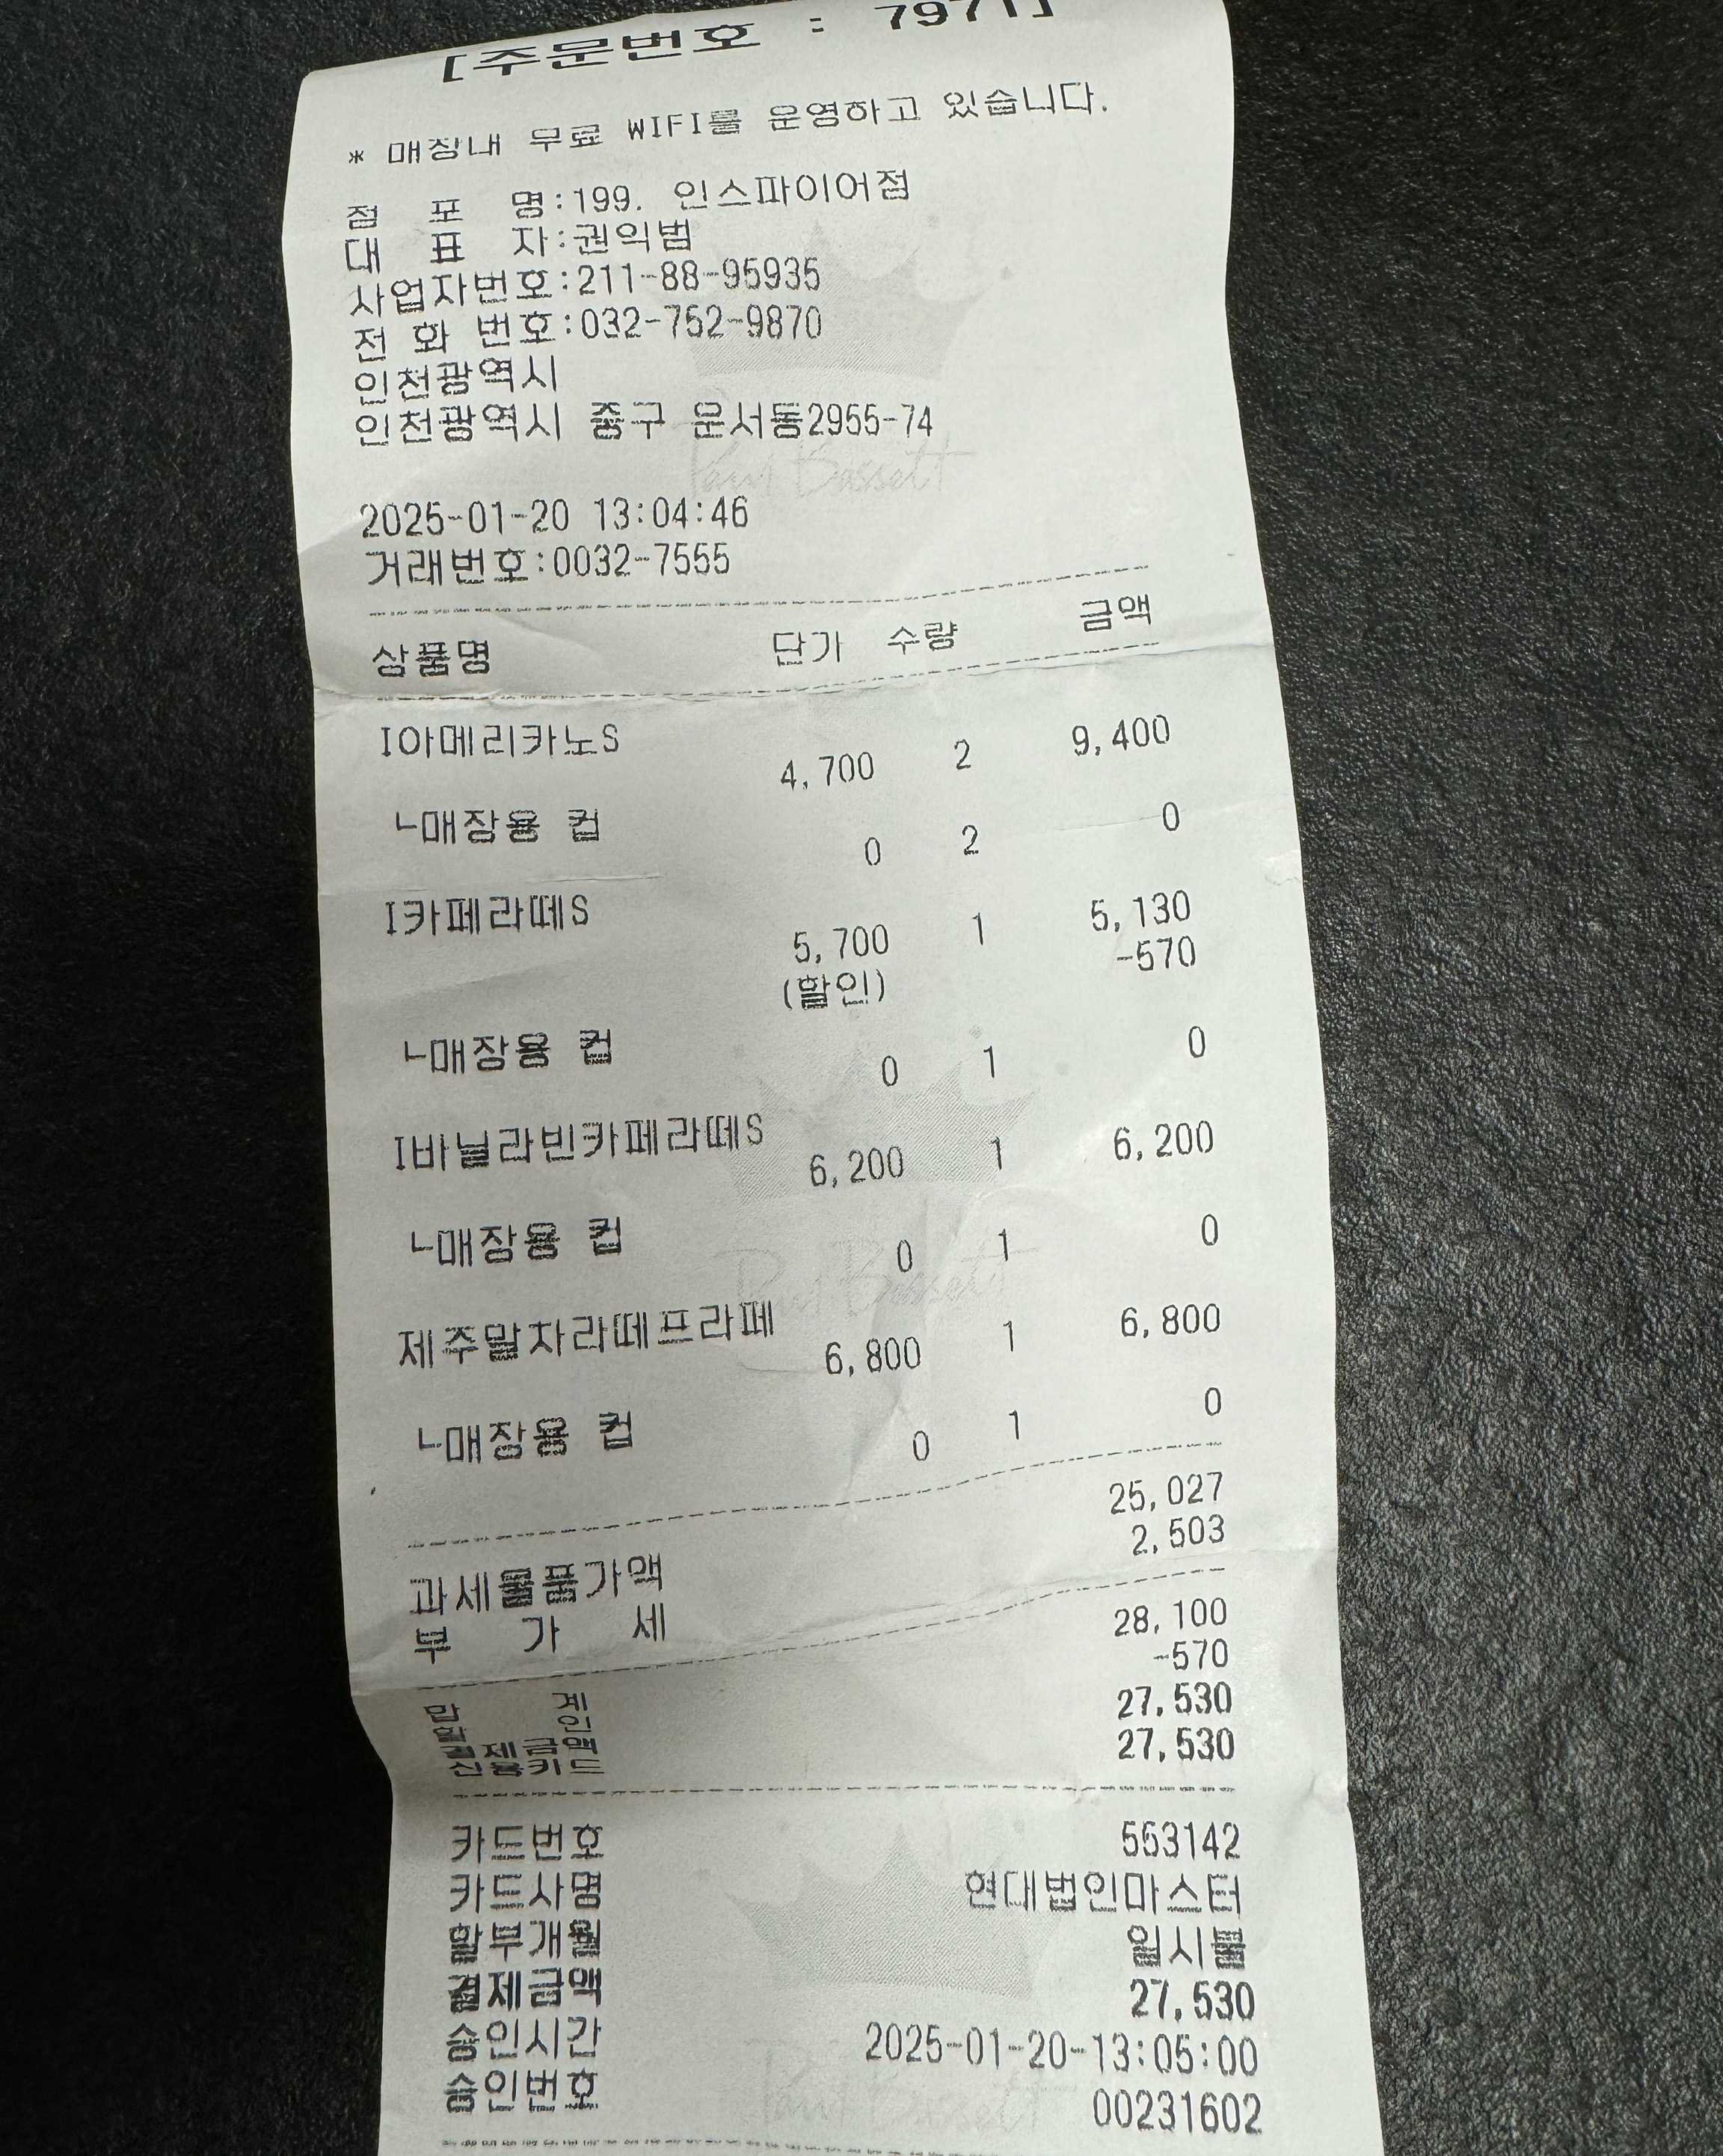 [주문번호 : 7971]
* 매장내 무료 WIFI를 운영하고 있습니다.
점 포 명:199. 인스파이어점
대 표 자:권익범
사업자번호:211-88-95935
전 화 번호:032-752-9870
인천광역시
인천광역시 중구 운서동2955-74
Paul Bassett
2025-01-20 13:04:46
거래번호:0032-7555
상품명 단가 수량 금액
I아메리카노S 4,700 2 9,400
ㄴ매장용 컵 0 2 0
I카페라떼S 5,700 1 5,130
(할인) -570
ㄴ매장용 컵 0 1 0
I바닐라빈카페라떼S 6,200 1 6,200
ㄴ매장용 컵 0 1 0
Paul Bassett
제주말차라떼프라페 6,800 1 6,800
ㄴ매장용 컵 0 1 0
과세물품가액 25,027
부 가 세 2,503
합 계 28,100
할 인 -570
결제금액 27,530
신용카드 27,530
카드번호 553142
카드사명 현대법인마스터
할부개월 일시불
결제금액 27,530
승인시간 2025-01-20-13:05:00
승인번호 00231602
Paul Bassett